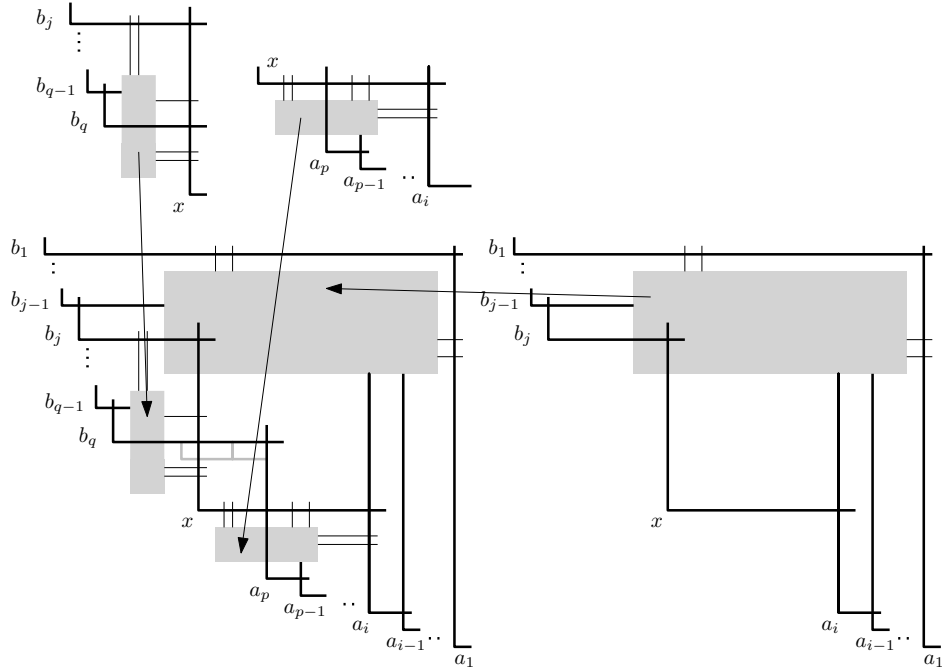 b_j
⋮
b_{q−1}
b_q
x
x
a_p
a_{p−1}
..
a_i
b_1
⋮
b_{j−1}
b_j
⋮
b_{q−1}
b_q
x
a_p
a_{p−1}
..
a_i
a_{i−1}
..
a_1
b_1
⋮
b_{j−1}
b_j
x
a_i
a_{i−1}
..
a_1